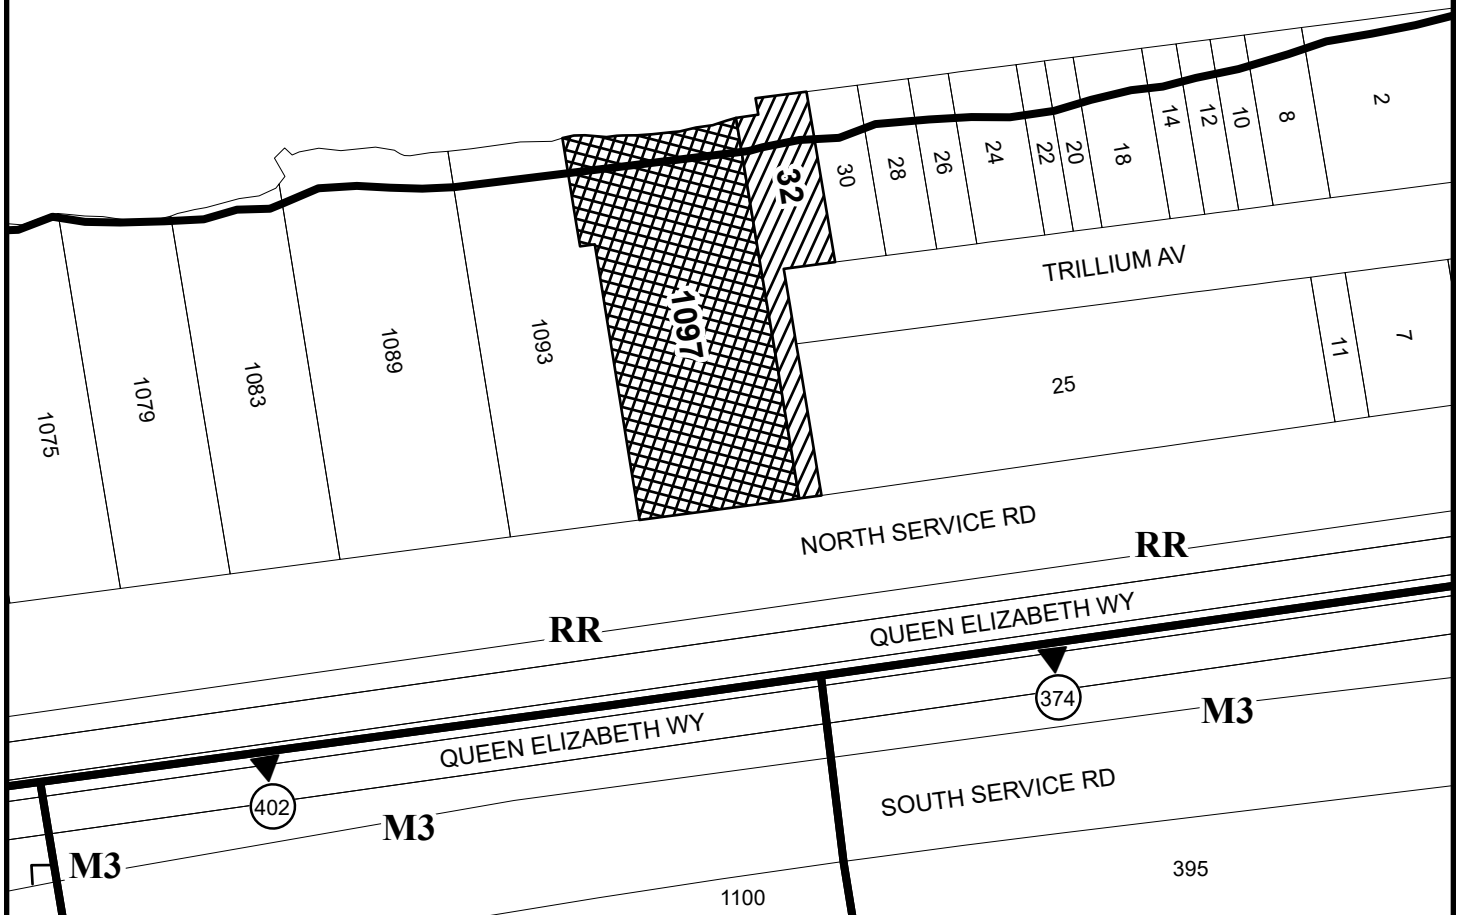 2
8
10
12
14
18
20
22
24
26
28
30
32
TRILLIUM AV
1097
1093
1089
1083
1079
1075
25
11
7
NORTH SERVICE RD
RR
RR
QUEEN ELIZABETH WY
374
M3
QUEEN ELIZABETH WY
402
M3
M3
SOUTH SERVICE RD
395
1100